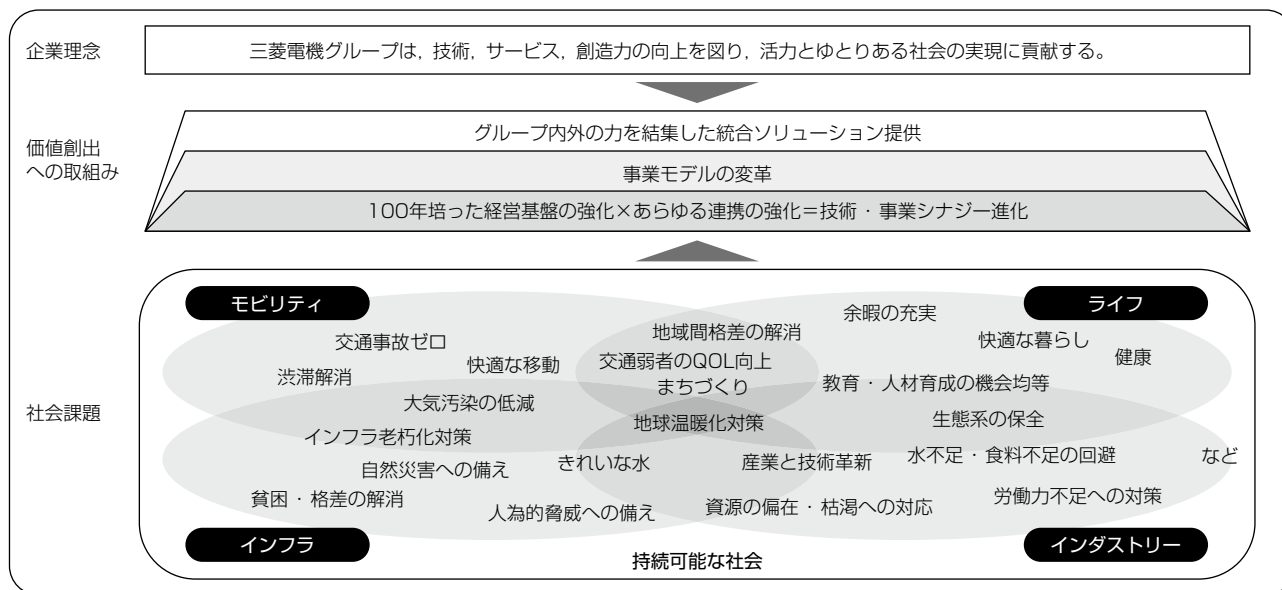 企業理念
三菱電機グループは，技術，サービス，創造力の向上を図り，活力とゆとりある社会の実現に貢献する。
価値創出
への取組み
グループ内外の力を結集した統合ソリューション提供
事業モデルの変革
100年培った経営基盤の強化×あらゆる連携の強化＝技術・事業シナジー進化
社会課題
モビリティ
ライフ
余暇の充実
地域間格差の解消
交通事故ゼロ
快適な暮らし
快適な移動
交通弱者のQOL向上
健康
渋滞解消
まちづくり
教育・人材育成の機会均等
大気汚染の低減
地球温暖化対策
生態系の保全
インフラ老朽化対策
自然災害への備え
きれいな水
産業と技術革新
水不足・食料不足の回避
など
貧困・格差の解消
人為的脅威への備え
資源の偏在・枯渇への対応
労働力不足への対策
インフラ
インダストリー
持続可能な社会